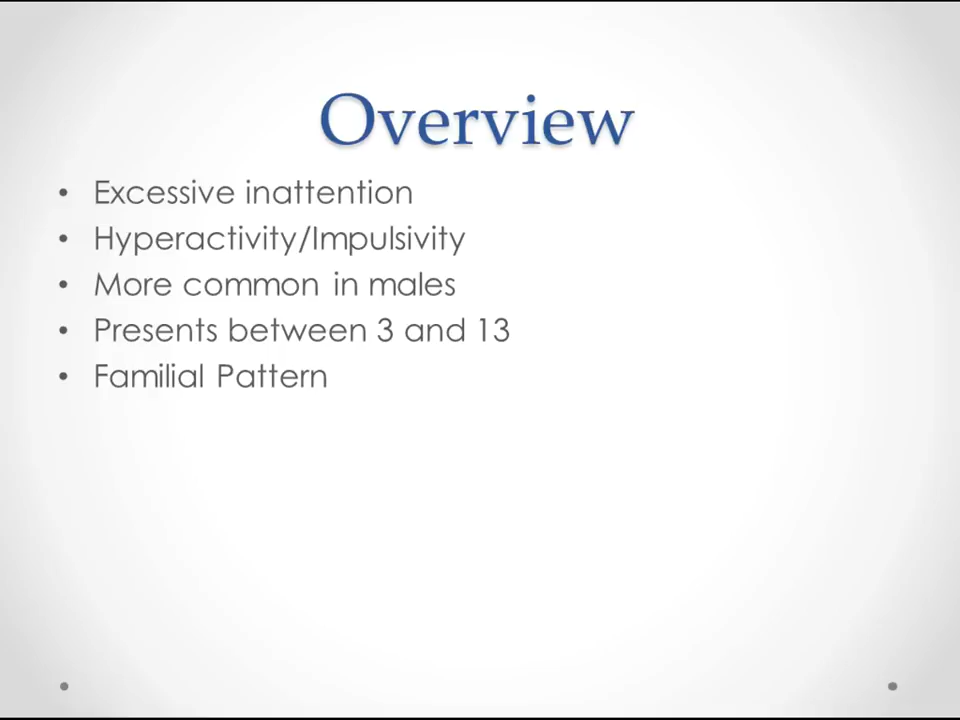 Overview
• Excessive inattention
• Hyperactivity/Impulsivity
• More common in males
• Presents between 3 and 13
• Familial Pattern